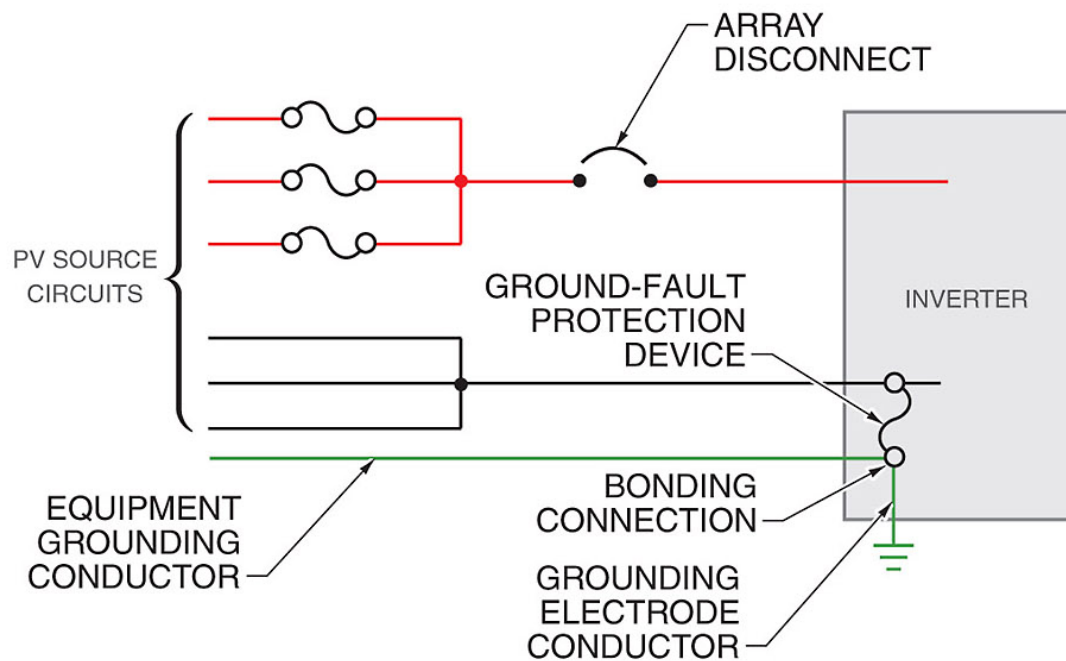 ARRAY
DISCONNECT
PV SOURCE
CIRCUITS
GROUND-FAULT
PROTECTION
DEVICE
INVERTER
EQUIPMENT
GROUNDING
CONDUCTOR
BONDING
CONNECTION
GROUNDING
ELECTRODE
CONDUCTOR